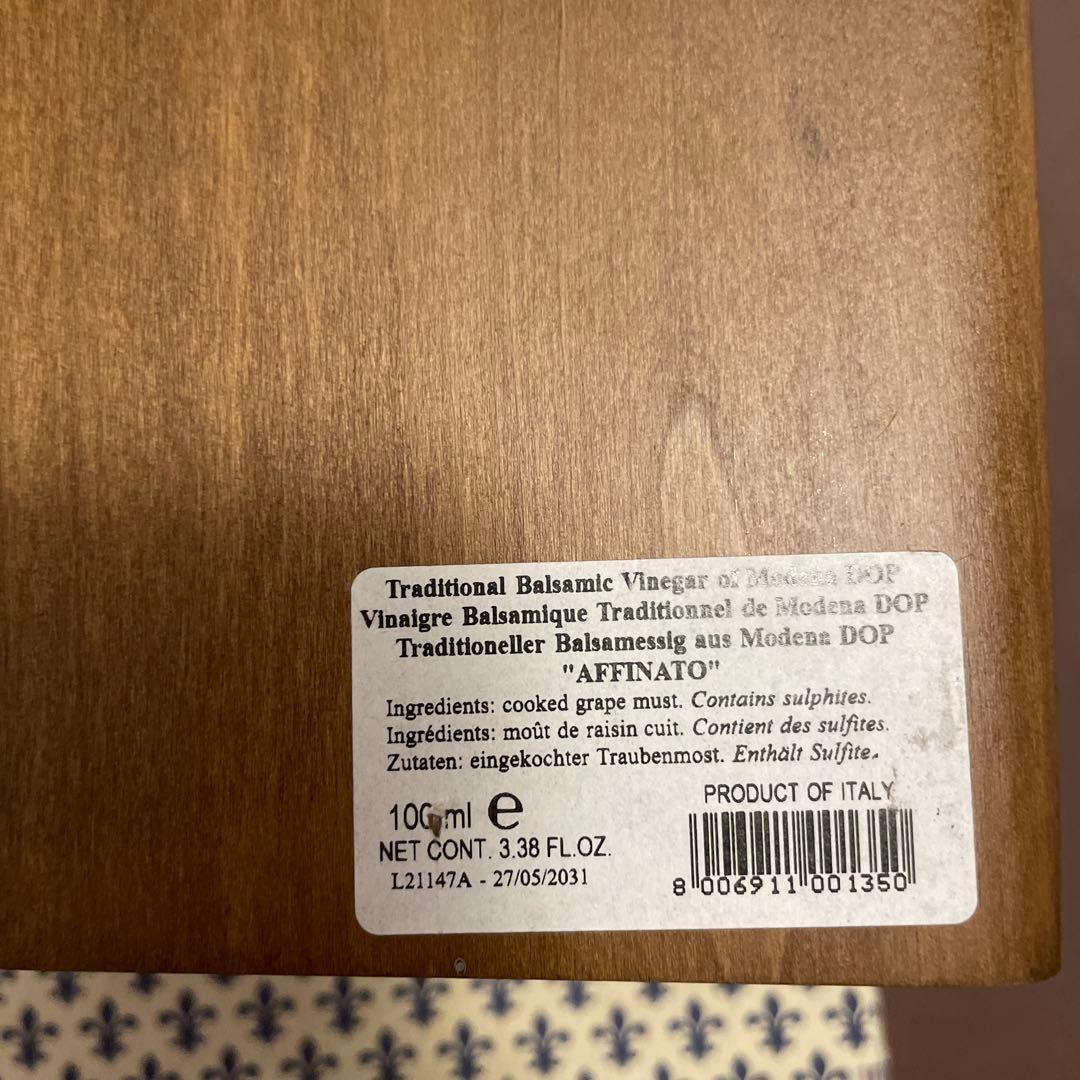 Traditional Balsamic Vinegar of Modena DOP
Vinaigre Balsamique Traditionnel de Modena DOP
Traditioneller Balsamessig aus Modena DOP
"AFFINATO"
Ingredients: cooked grape must. Contains sulphites.
Ingrédients: moût de raisin cuit. Contient des sulfites.
Zutaten: eingekochter Traubenmost. Enthält Sulfite.
100 ml e
NET CONT. 3.38 FL.OZ.
L21147A - 27/05/2031
PRODUCT OF ITALY
8 006911 001350